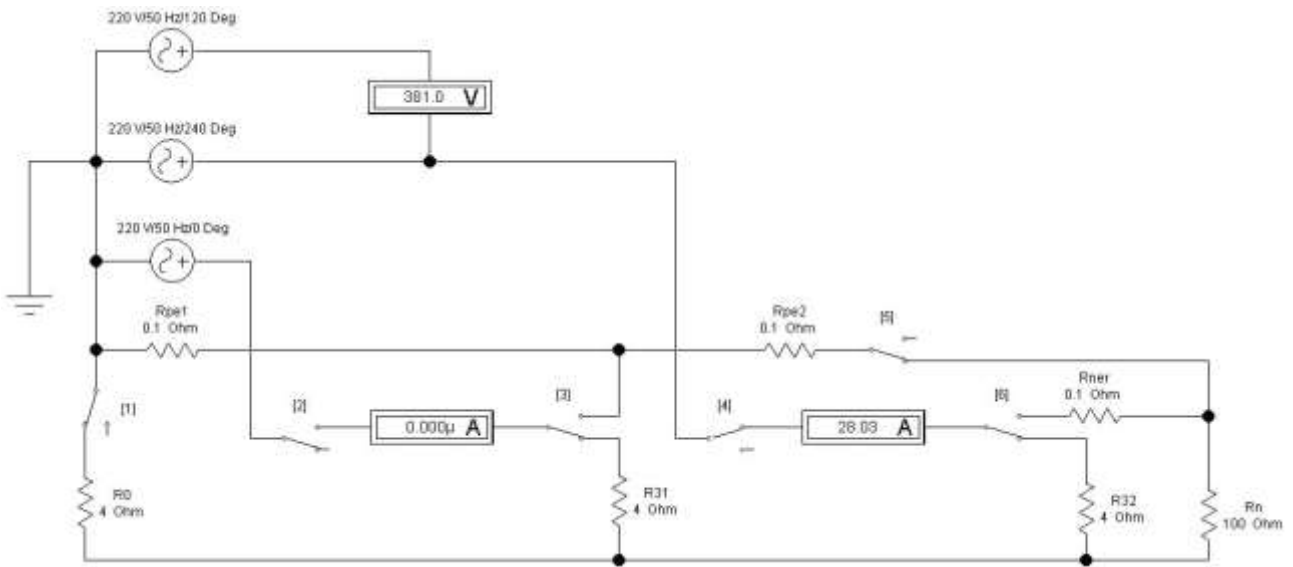 220 V/50 Hz/120 Deg
381.0 V
220 V/50 Hz/240 Deg
220 V/50 Hz/0 Deg
Rpe1
0.1 Ohm
Rpe2
0.1 Ohm
[5]
Rner
0.1 Ohm
[1]
[2]
[3]
[4]
[6]
0.000µ A
28.03 A
R0
4 Ohm
R31
4 Ohm
R32
4 Ohm
Rn
100 Ohm